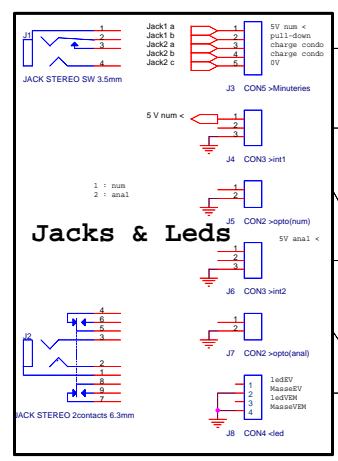 J1
1
2
3
4
JACK STEREO SW 3.5mm
Jack1 a
Jack1 b
Jack2 a
Jack2 b
Jack2 c
1
2
3
4
5
5V num <
pull-down
charge condo
charge condo
0V
J3 CON5 >Minuteries
5 V num <
1
2
3
J4 CON3 >int1
1 : num
2 : anal
1
2
J5 CON2 >opto(num)
Jacks & Leds
5V anal <
1
2
3
J6 CON3 >int2
J2
4
6
5
3
2
1
8
9
7
JACK STEREO 2contacts 6.3mm
1
2
J7 CON2 >opto(anal)
1
2
3
4
ledEV
MasseEV
ledVEM
MasseVEM
J8 CON4 <led